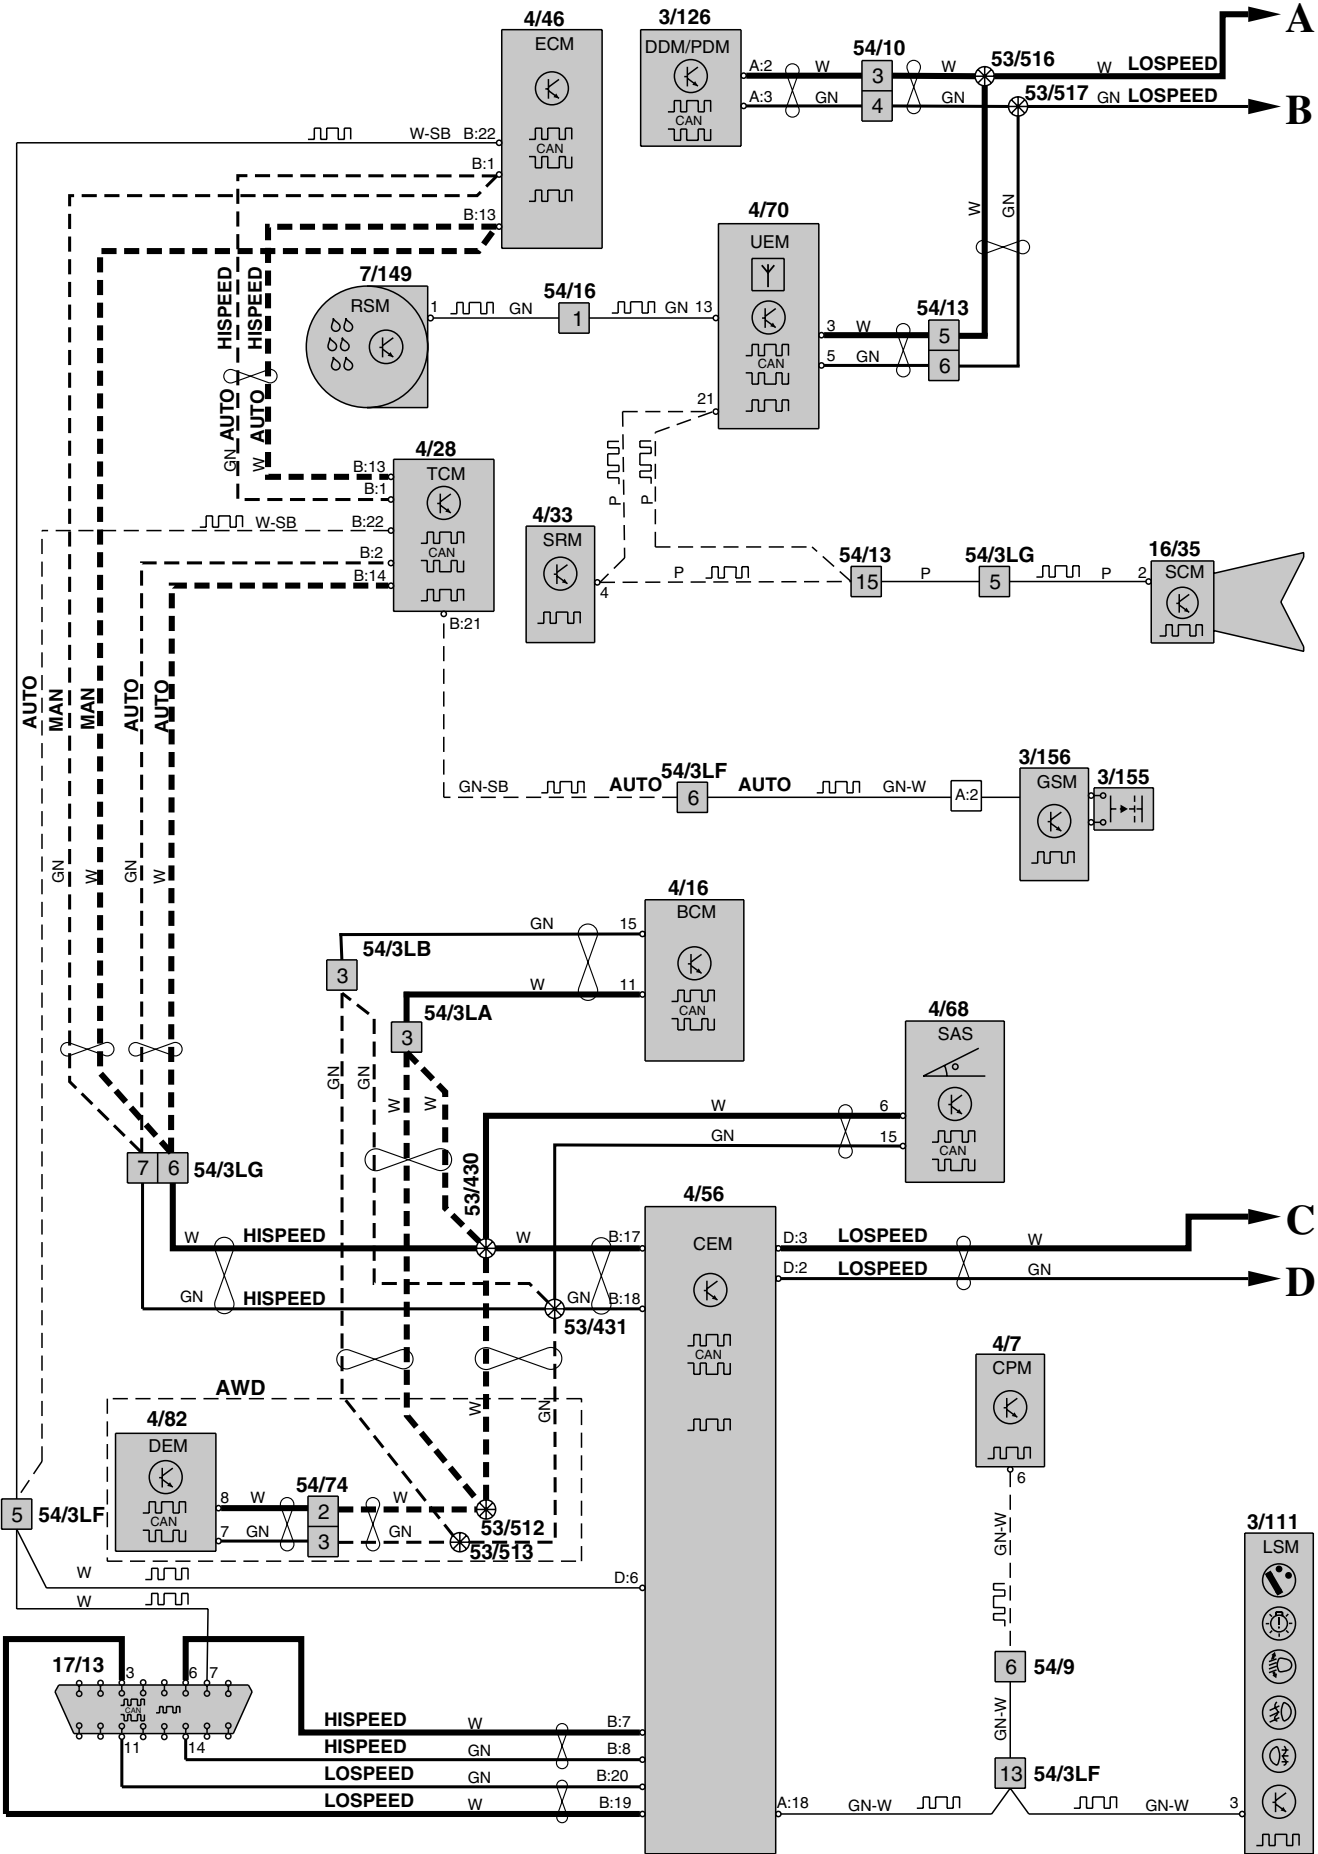 4/46
3/126
A
ECM
DDM/PDM
54/10
53/516
A:2
W
3
W
W
LOSPEED
A:3
GN
4
GN
53/517
GN
LOSPEED
B
CAN
W-SB
B:22
CAN
B:1
B:13
4/70
W
GN
UEM
HISPEED
HISPEED
7/149
RSM
1
GN
54/16
1
GN
13
54/13
3
W
5
CAN
5
GN
6
AUTO
AUTO
GN
W
21
4/28
B:13
TCM
B:1
P
P
W-SB
B:22
CAN
B:2
B:14
B:21
4/33
SRM
4
P
54/13
15
P
54/3LG
5
P
2
16/35
SCM
AUTO
MAN
MAN
AUTO
AUTO
GN-SB
AUTO
54/3LF
6
AUTO
GN-W
A:2
3/156
GSM
3/155
GN
W
GN
W
4/16
BCM
GN
15
54/3LB
3
W
11
CAN
54/3LA
3
4/68
SAS
GN
GN
W
W
W
6
GN
15
CAN
7
6
54/3LG
53/430
4/56
W
HISPEED
W
B:17
CEM
D:3
LOSPEED
W
C
D:2
LOSPEED
GN
D
GN
HISPEED
GN
B:18
53/431
CAN
4/7
CPM
6
AWD
W
GN
4/82
DEM
CAN
8
W
54/74
2
W
7
GN
3
GN
53/512
53/513
5
54/3LF
GN-W
3/111
LSM
W
D:6
W
17/13
3
6
7
CAN
11
14
6
54/9
GN-W
HISPEED
W
B:7
HISPEED
GN
B:8
LOSPEED
GN
B:20
LOSPEED
W
B:19
13
54/3LF
A:18
GN-W
GN-W
3